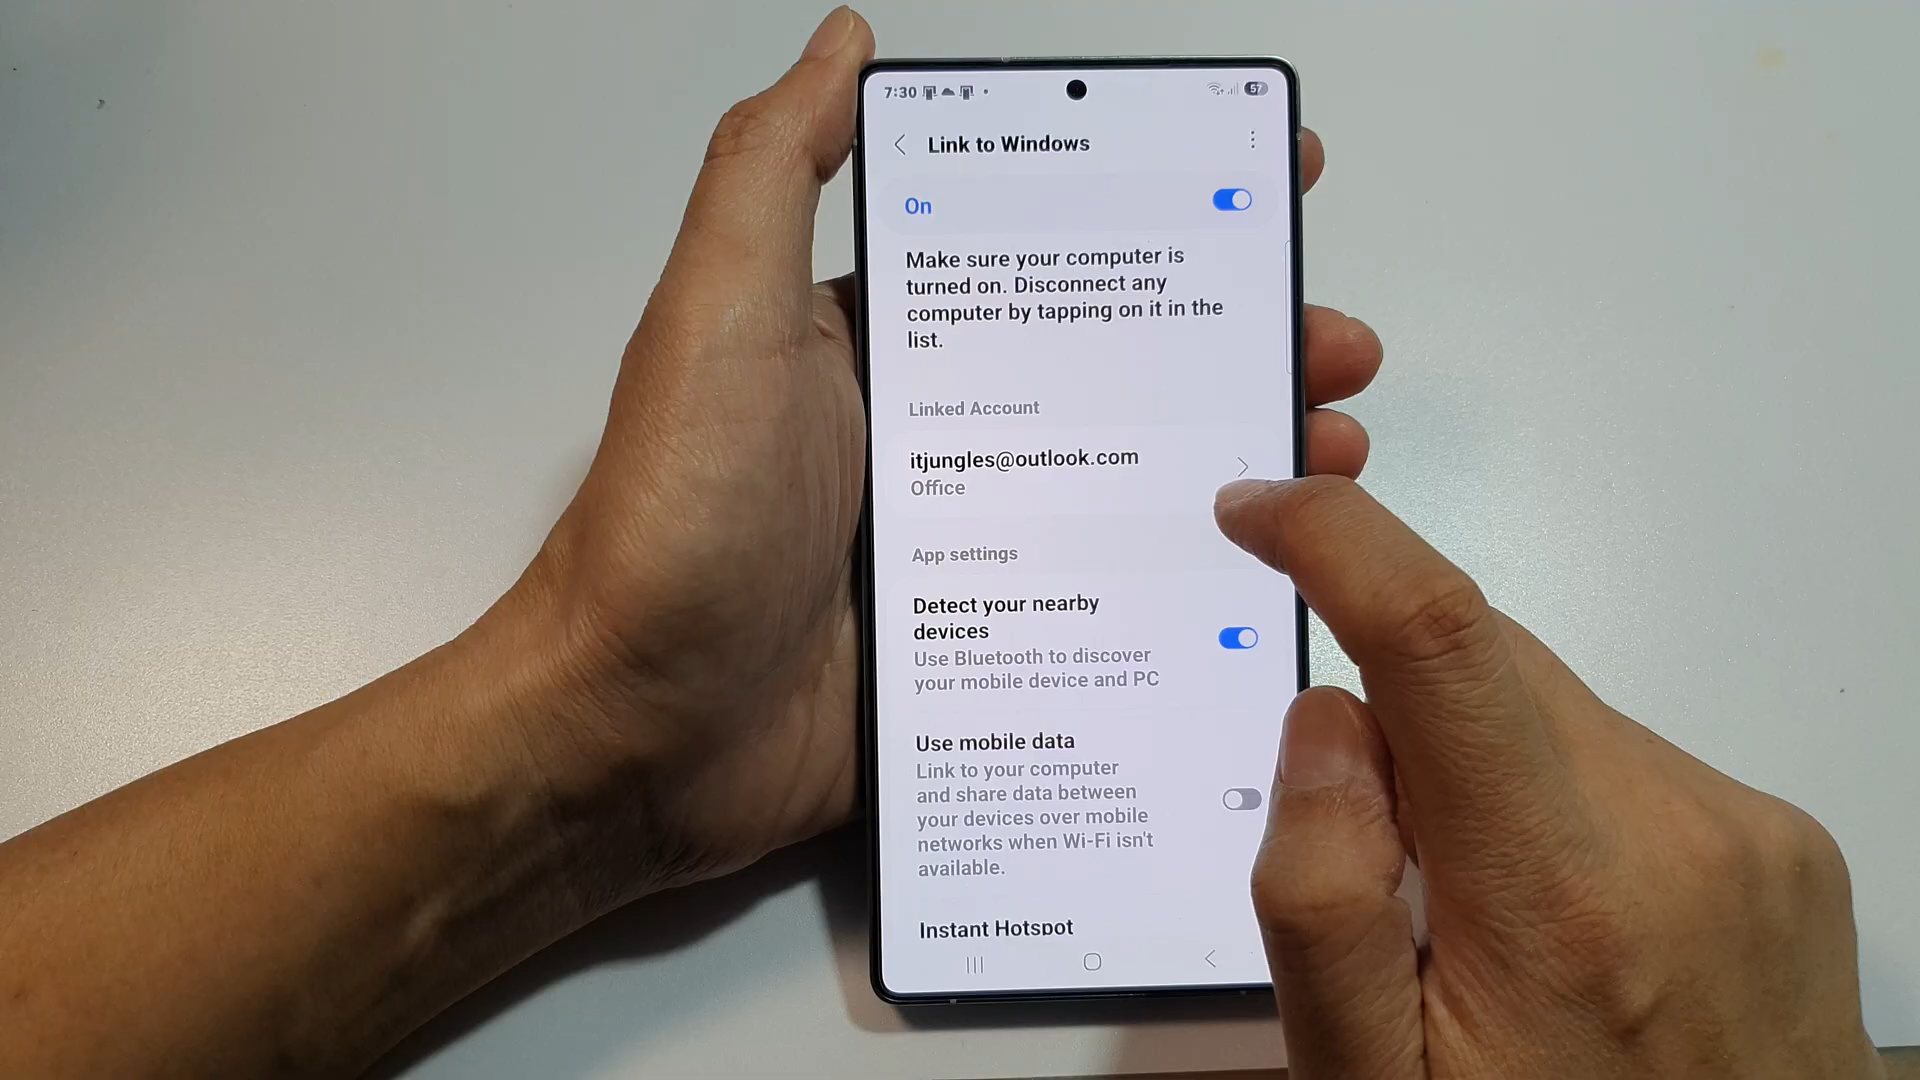 7:30
57
Link to Windows
On
Make sure your computer is
turned on. Disconnect any
computer by tapping on it in the
list.
Linked Account
itjungles@outlook.com
Office
App settings
Detect your nearby
devices
Use Bluetooth to discover
your mobile device and PC
Use mobile data
Link to your computer
and share data between
your devices over mobile
networks when Wi-Fi isn't
available.
Instant Hotspot